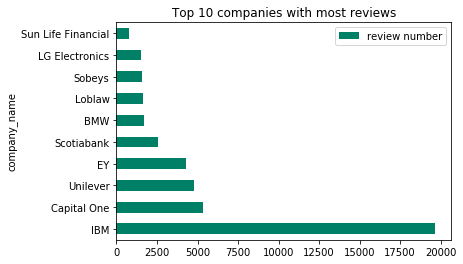 Top 10 companies with most reviews
review number
company_name
Sun Life Financial
LG Electronics
Sobeys
Loblaw
BMW
Scotiabank
EY
Unilever
Capital One
IBM
0 2500 5000 7500 10000 12500 15000 17500 20000